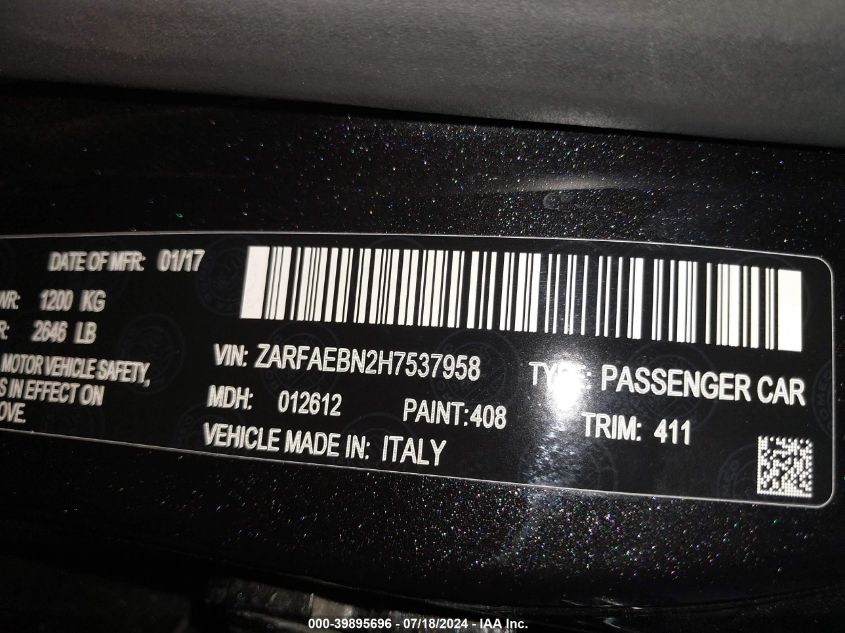 DATE OF MFR: 01/17
WR: 1200 KG
R: 2646 LB
MOTOR VEHICLE SAFETY,
S IN EFFECT ON
OVE.
VIN: ZARFAEBN2H7537958
TYPE: PASSENGER CAR
MDH: 012612
PAINT:408
TRIM: 411
VEHICLE MADE IN: ITALY
000-39895696 - 07/18/2024 - IAA Inc.